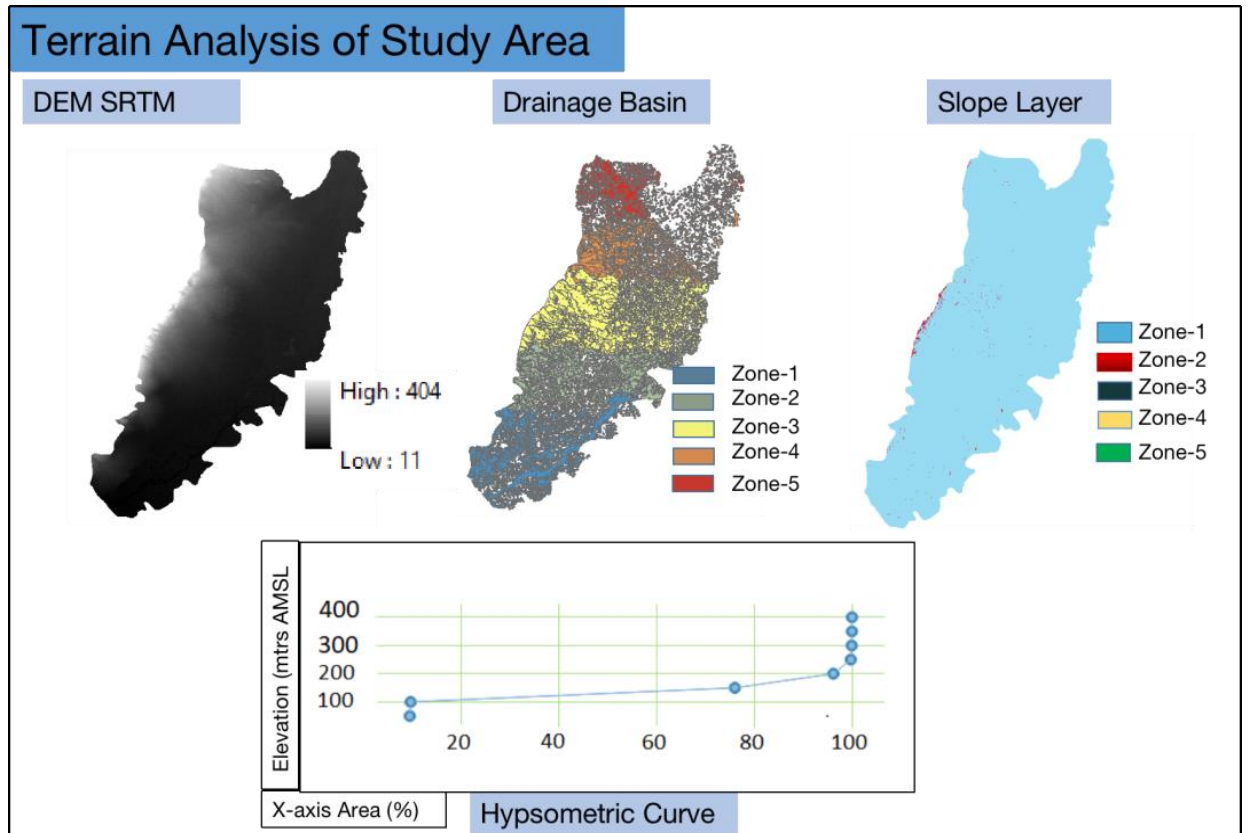 Terrain Analysis of Study Area
DEM SRTM
Drainage Basin
Slope Layer
High : 404
Low : 11
Zone-1
Zone-2
Zone-3
Zone-4
Zone-5
Zone-1
Zone-2
Zone-3
Zone-4
Zone-5
Elevation (mtrs AMSL
400
300
200
100
20
40
60
80
100
X-axis Area (%)
Hypsometric Curve